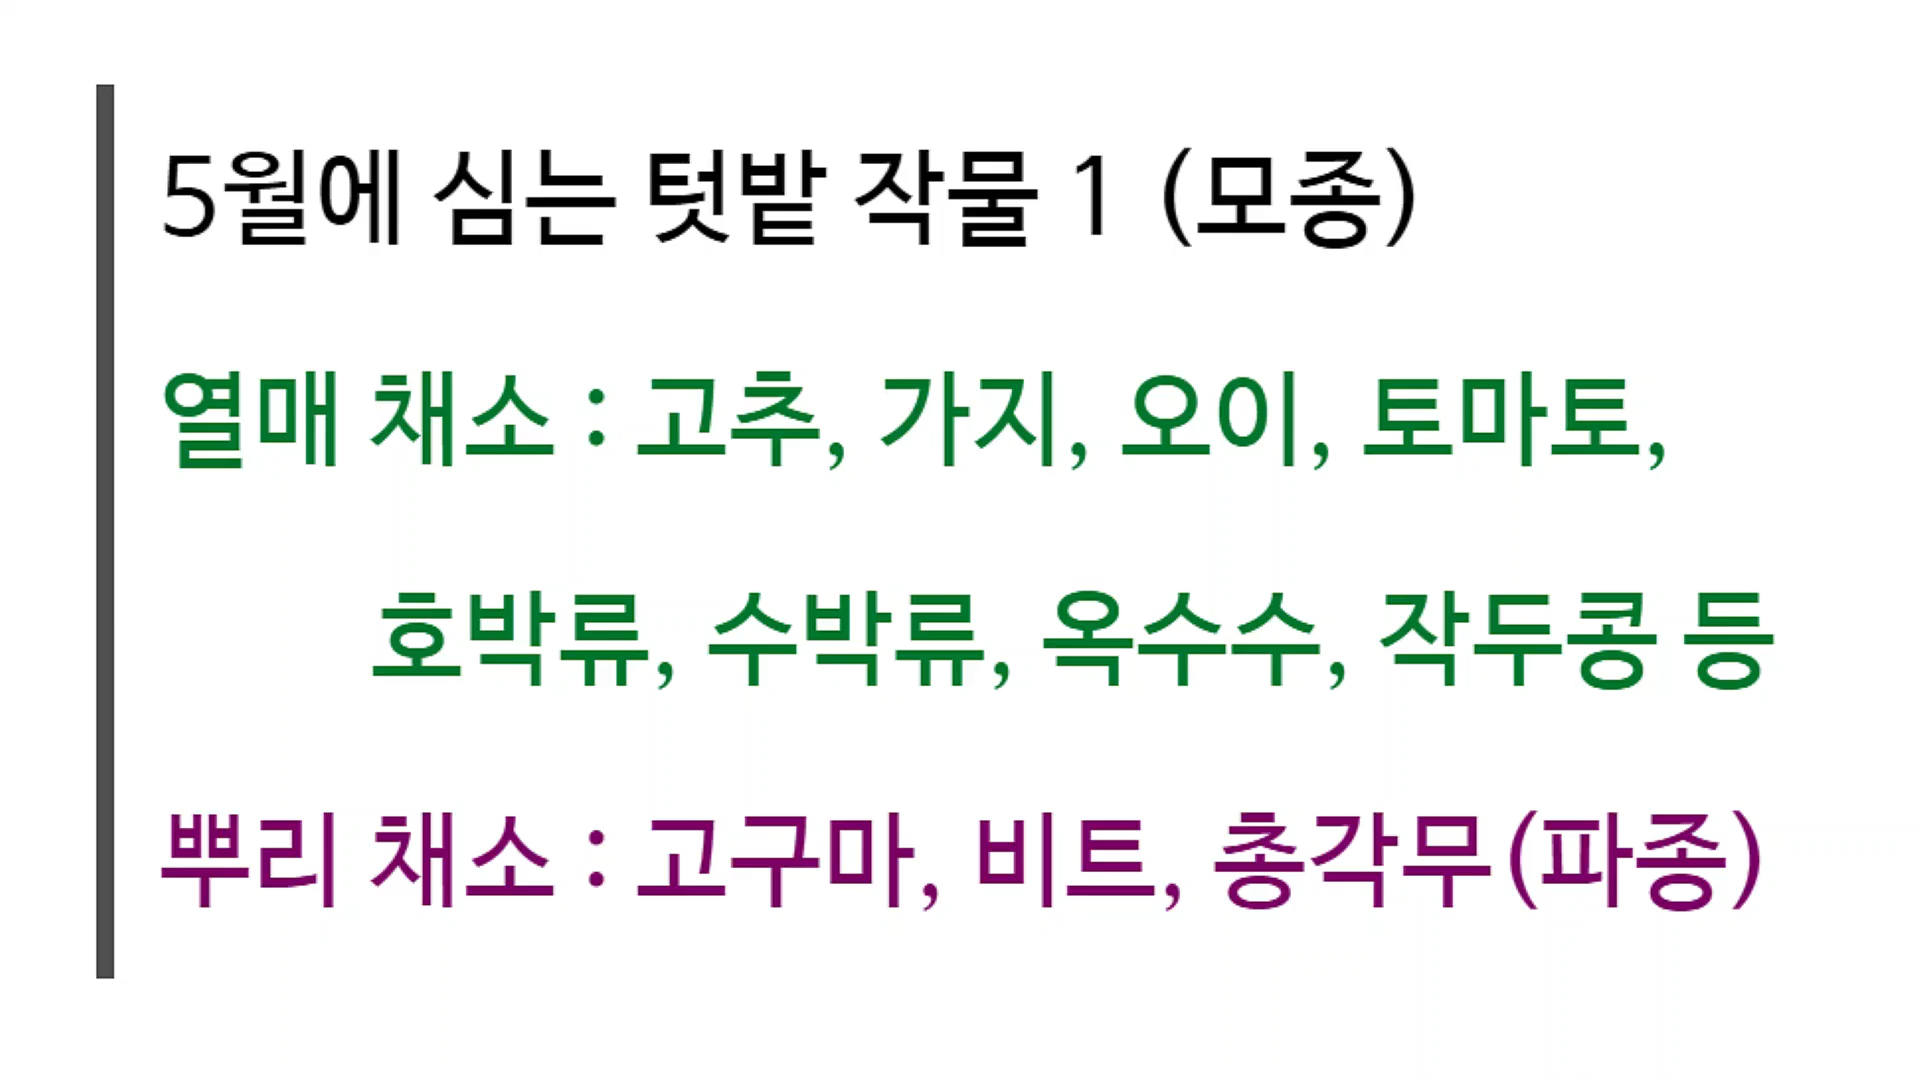 5월에 심는 텃밭 작물 1 (모종)
열매 채소 : 고추, 가지, 오이, 토마토,
호박류, 수박류, 옥수수, 작두콩 등
뿌리 채소 : 고구마, 비트, 총각무(파종)